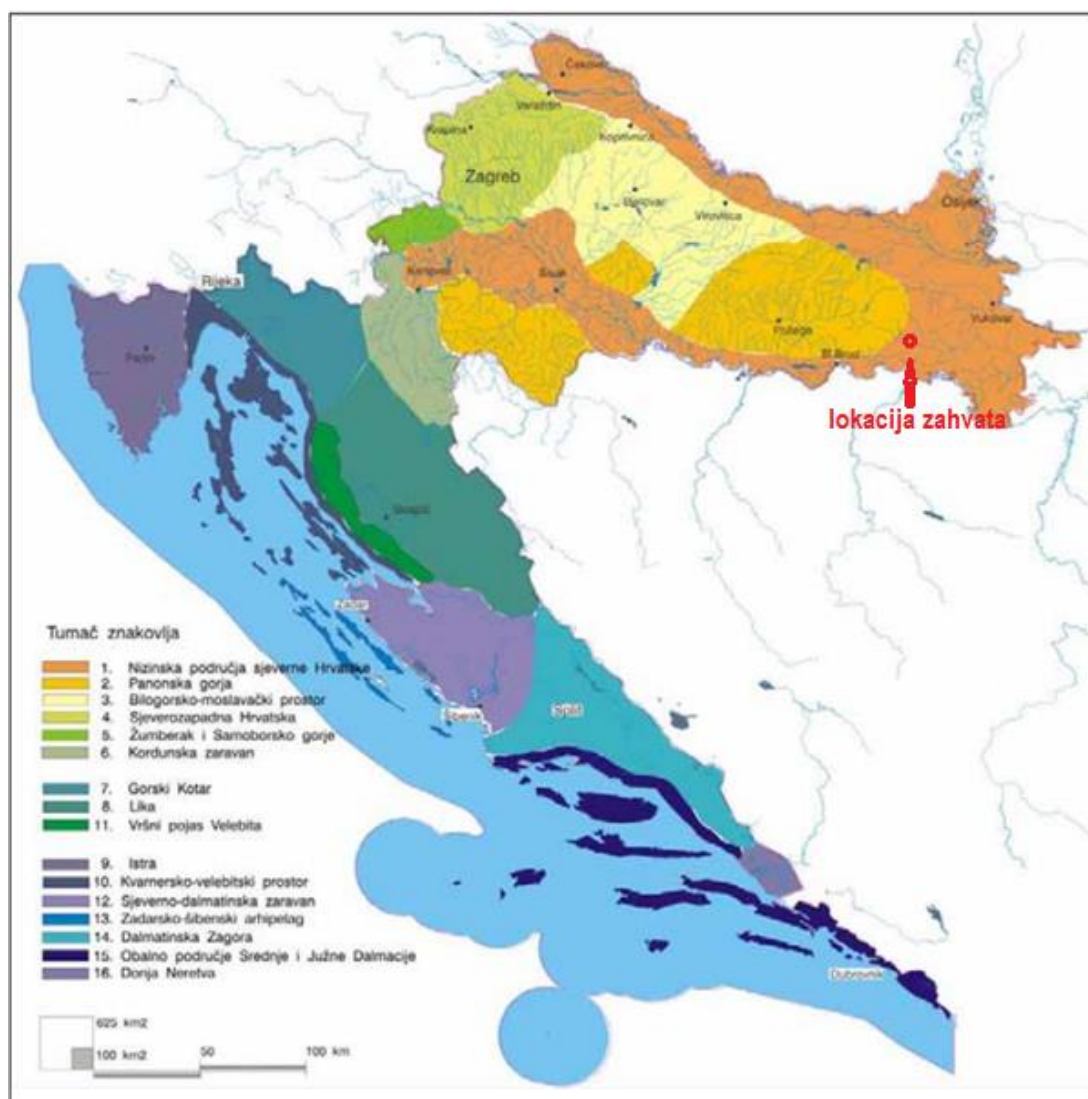 Čakovec
Varaždin
Krapina
Koprivnica
Zagreb
Bjelovar
Virovitica
Osijek
Rijeka
Karlovac
Sisak
Požega
Vukovar
Sl.Brod
Pazin
lokacija zahvata
Gospić
Zadar
Šibenik
Split
Dubrovnik
Tumač znakovlja
1. Nizinska područja sjeverne Hrvatske
2. Panonska gorja
3. Bilogorsko-moslavački prostor
4. Sjeverozapadna Hrvatska
5. Žumberak i Samoborsko gorje
6. Kordunska zaravan
7. Gorski Kotar
8. Lika
11. Vršni pojas Velebita
9. Istra
10. Kvarnersko-velebitski prostor
12. Sjeverno-dalmatinska zaravan
13. Zadarsko-šibenski arhipelag
14. Dalmatinska Zagora
15. Obalno područje Srednje i Južne Dalmacije
16. Donja Neretva
625 km2
100 km2
50
100 km